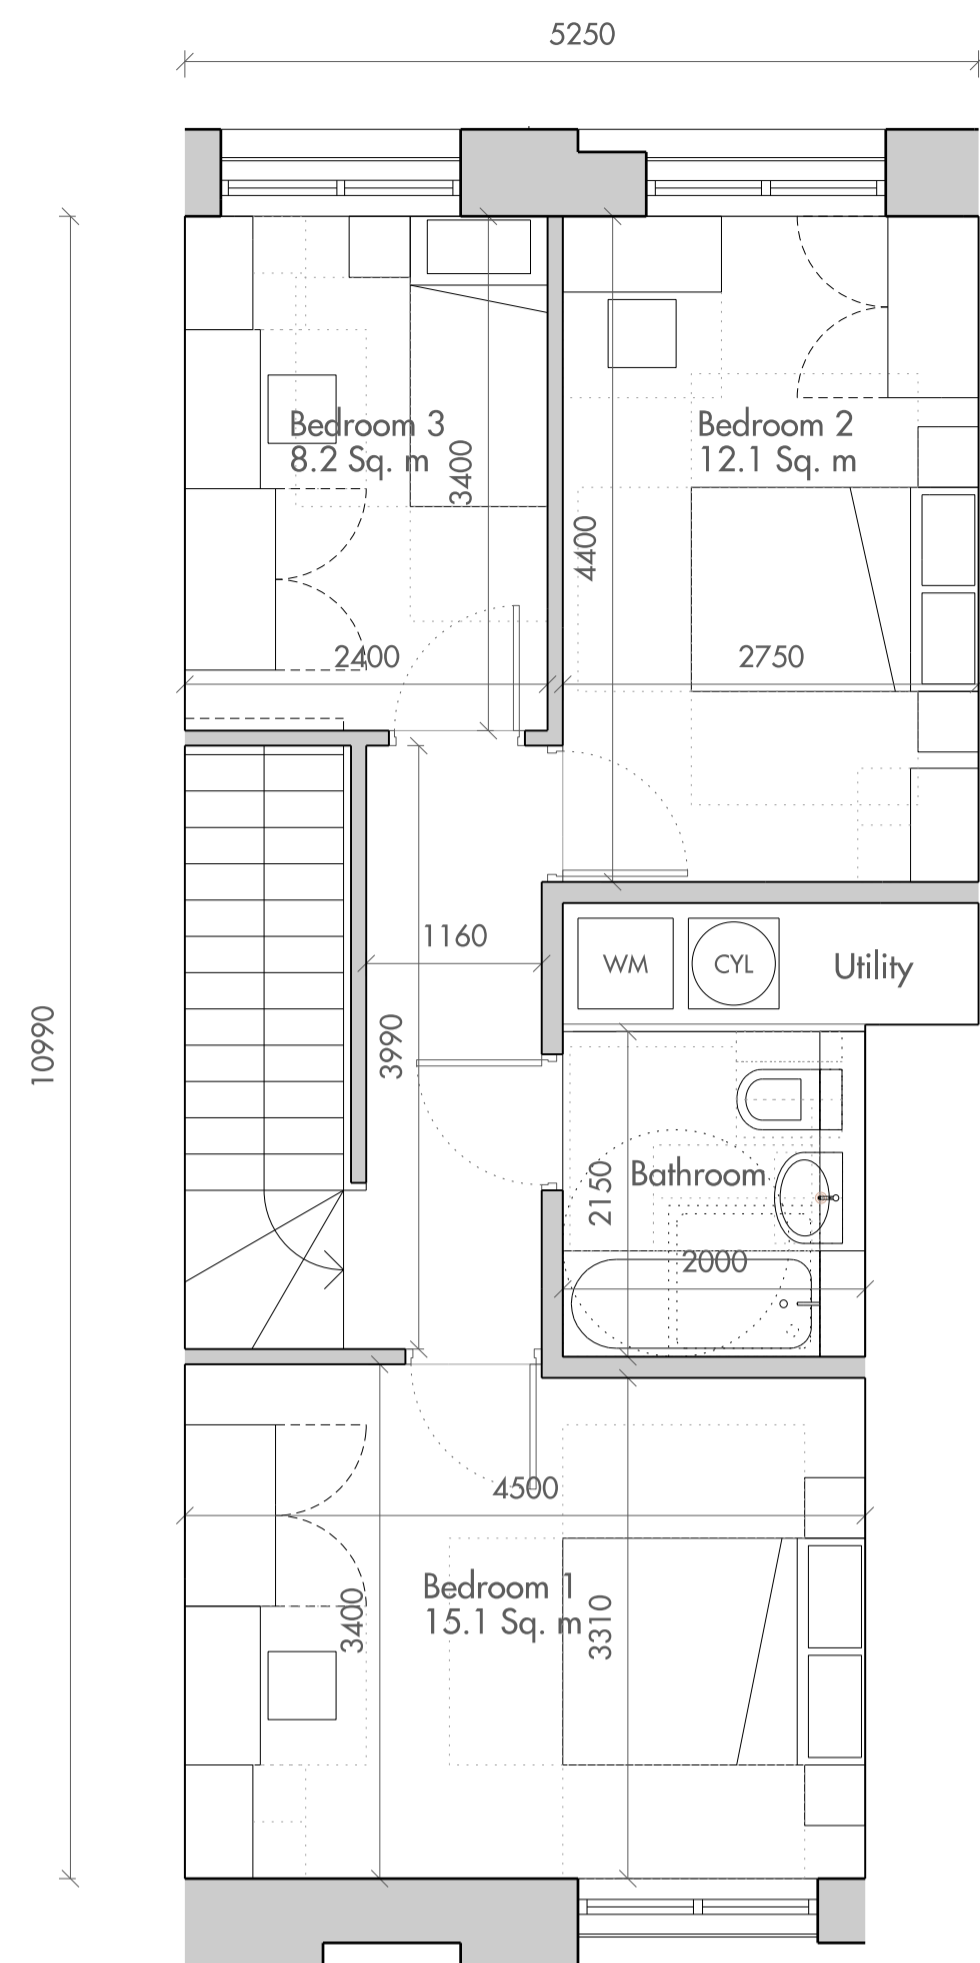 5250
Bedroom 3
8.2 Sq. m
3400
Bedroom 2
12.1 Sq. m
4400
2400
2750
1160
WM
CYL
Utility
10990
3990
Bathroom
2150
2000
4500
Bedroom 1
15.1 Sq. m
3400
3310